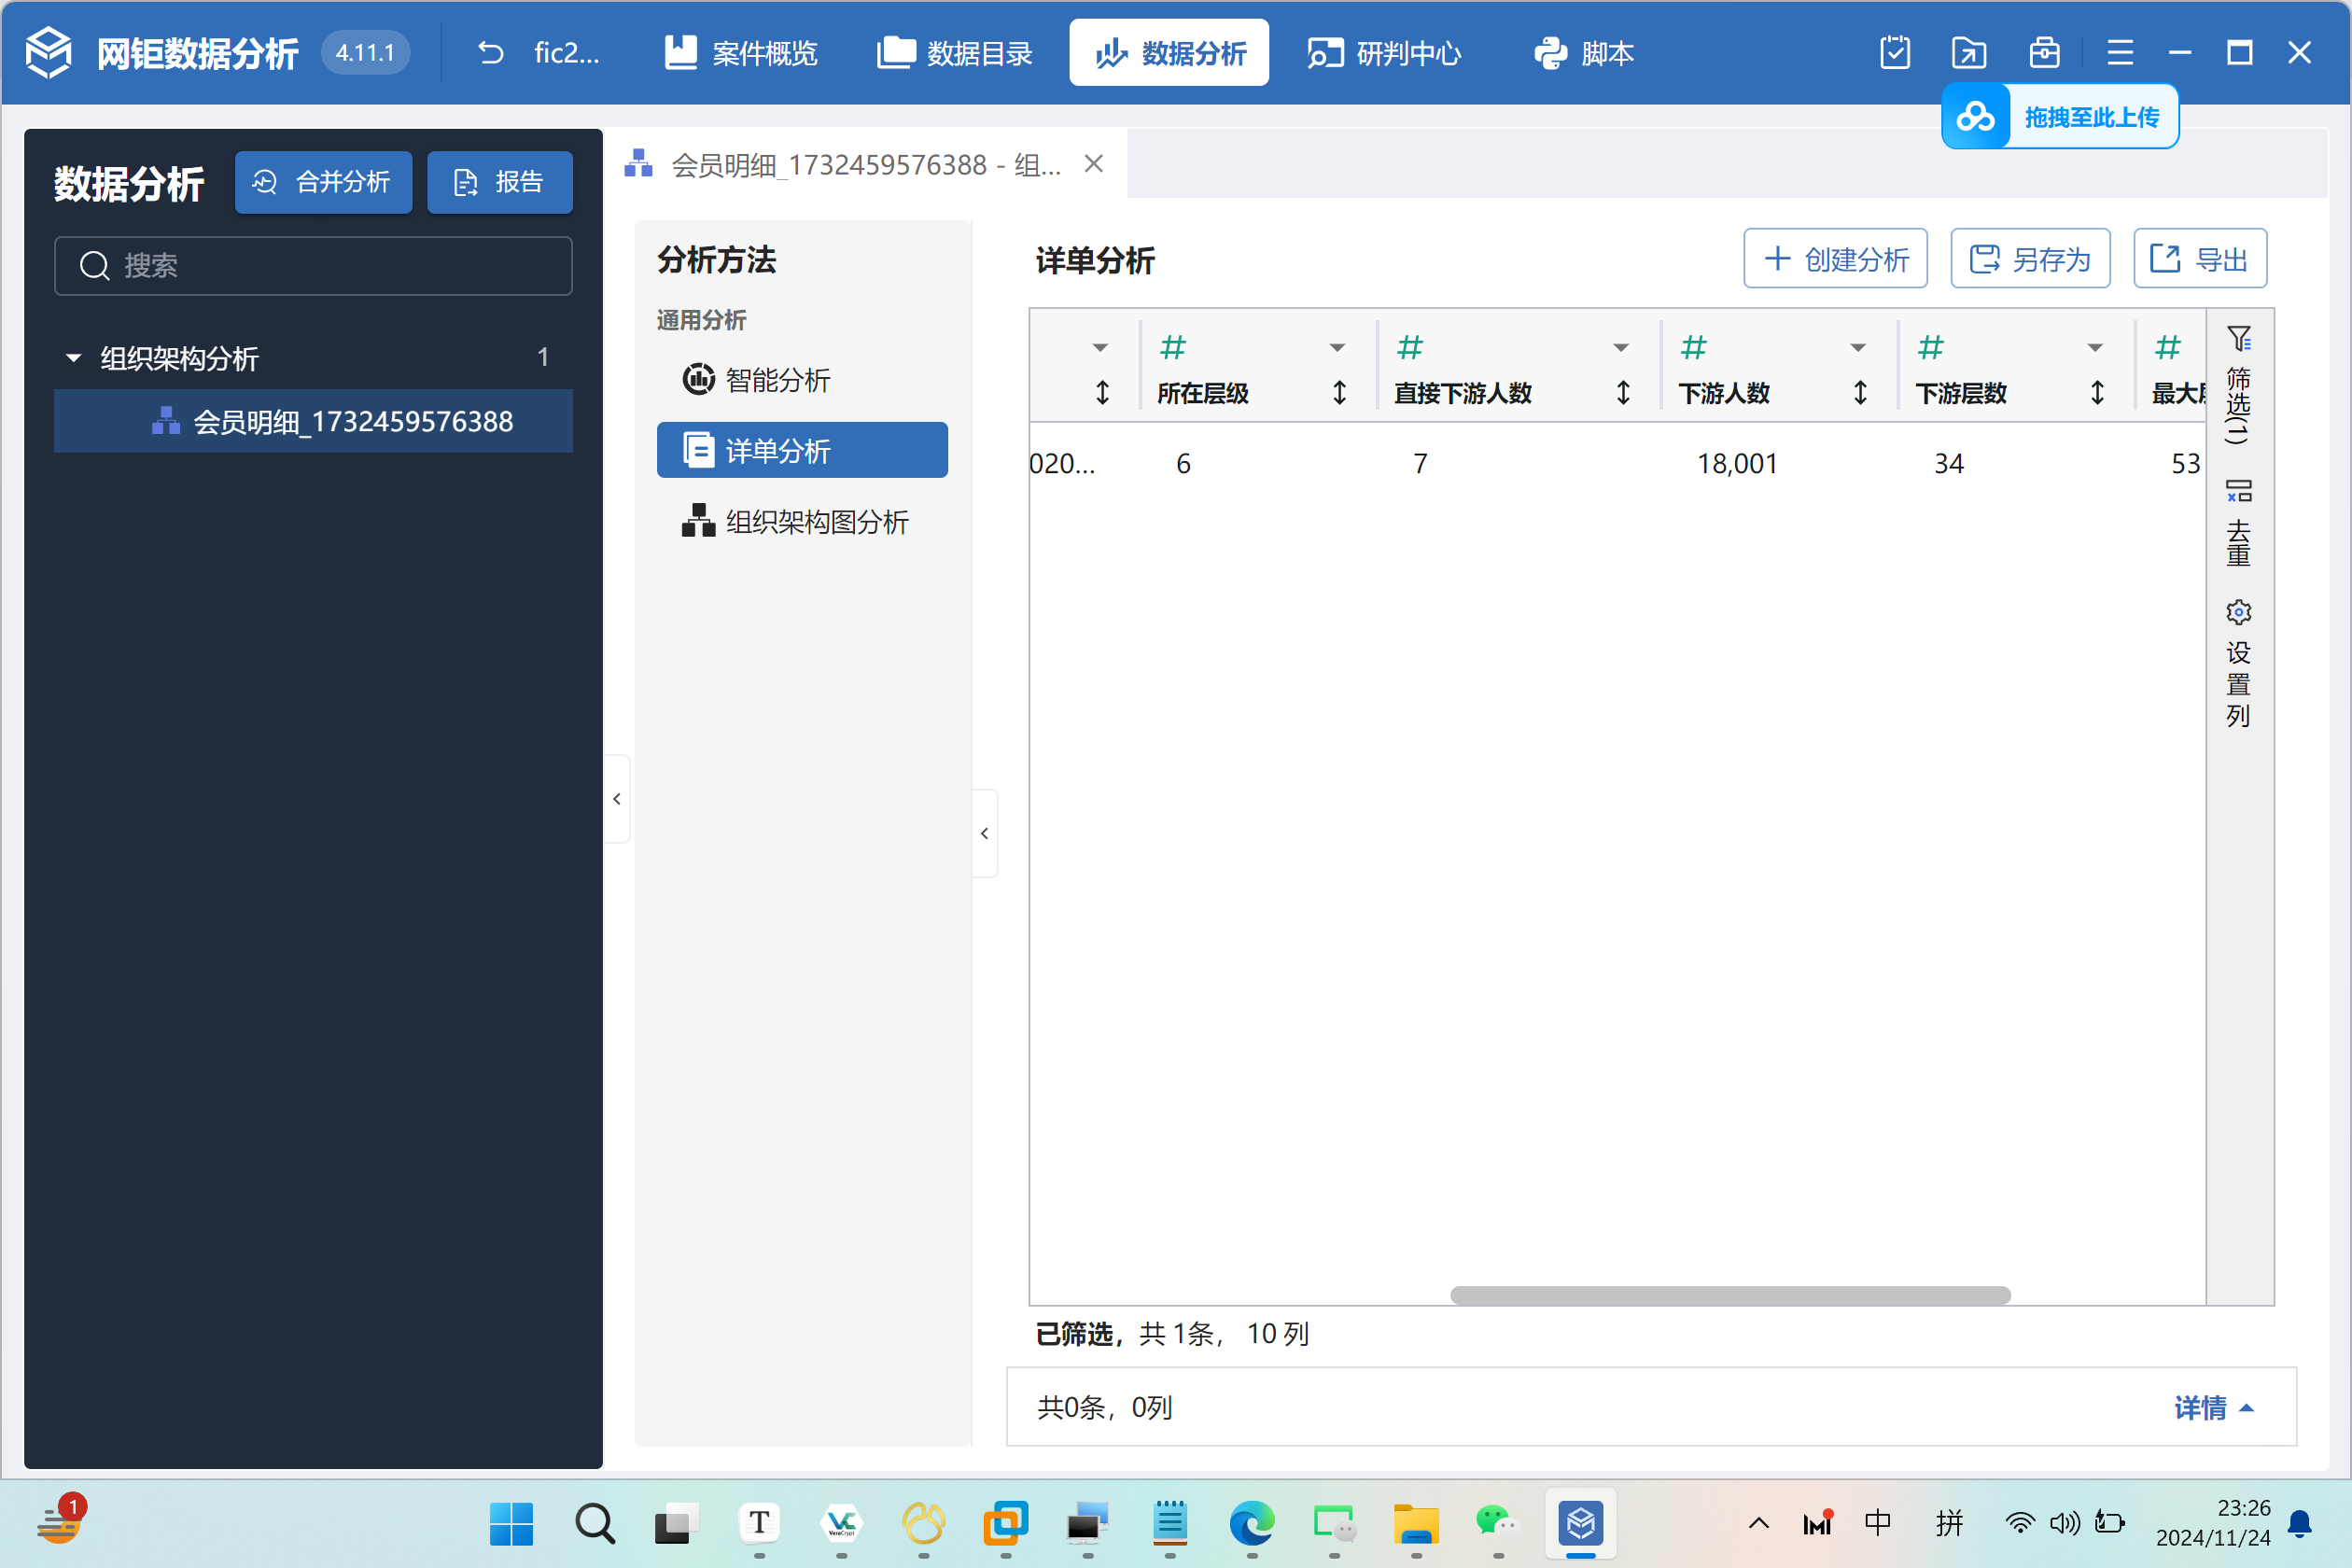 网钜数据分析 4.11.1 fic2... 案件概览 数据目录 数据分析 研判中心 脚本
拖拽至此上传
数据分析 合并分析 报告
搜索
组织架构分析 1
会员明细_1732459576388
会员明细_1732459576388 - 组...
分析方法
通用分析
智能分析
详单分析
组织架构图分析
详单分析 创建分析 另存为 导出
# # # # #
所在层级 直接下游人数 下游人数 下游层数
020... 6 7 18,001 34 53
筛选(1)
去重
设置列
已筛选，共 1条， 10 列
共0条，0列 详情
1
T
VC
VeraCrypt
中 拼 23:26
2024/11/24